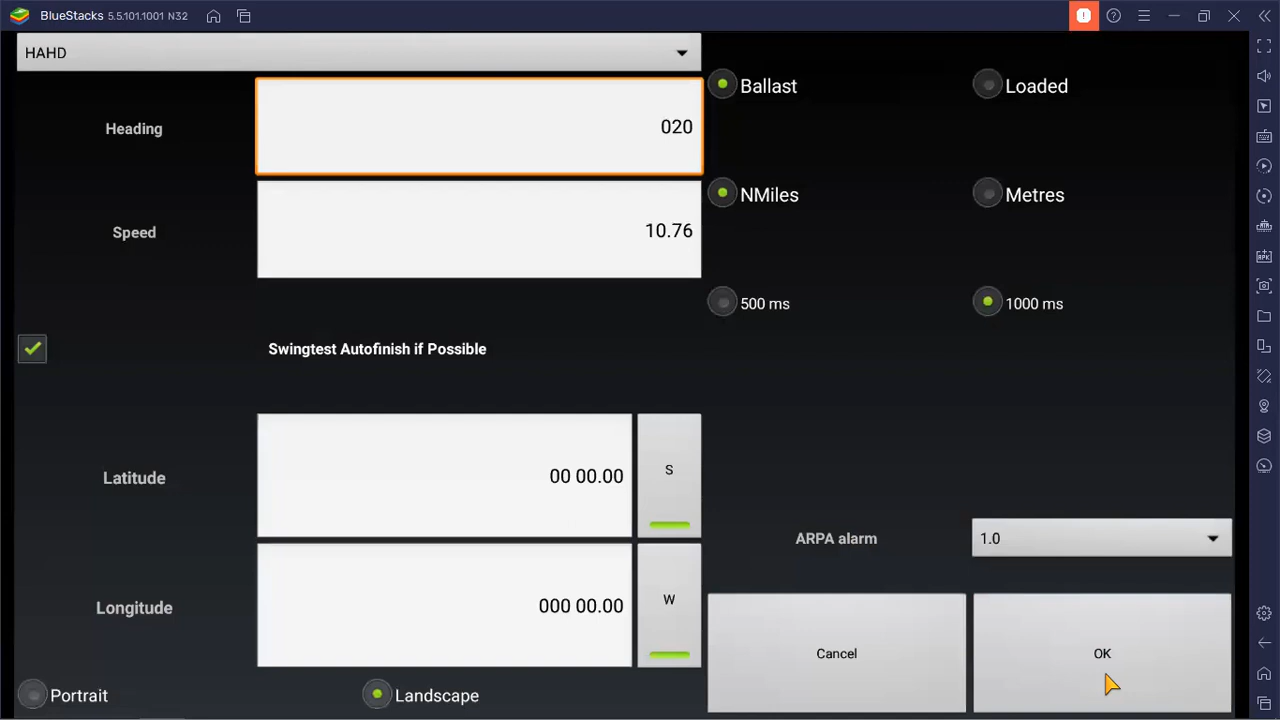 BlueStacks 5.5.101.1001 N32
HAHD
Heading
020
Ballast
Loaded
Speed
10.76
NMiles
Metres
500 ms
1000 ms
Swingtest Autofinish if Possible
Latitude
00 00.00
S
ARPA alarm
1.0
Longitude
000 00.00
W
Cancel
OK
Portrait
Landscape